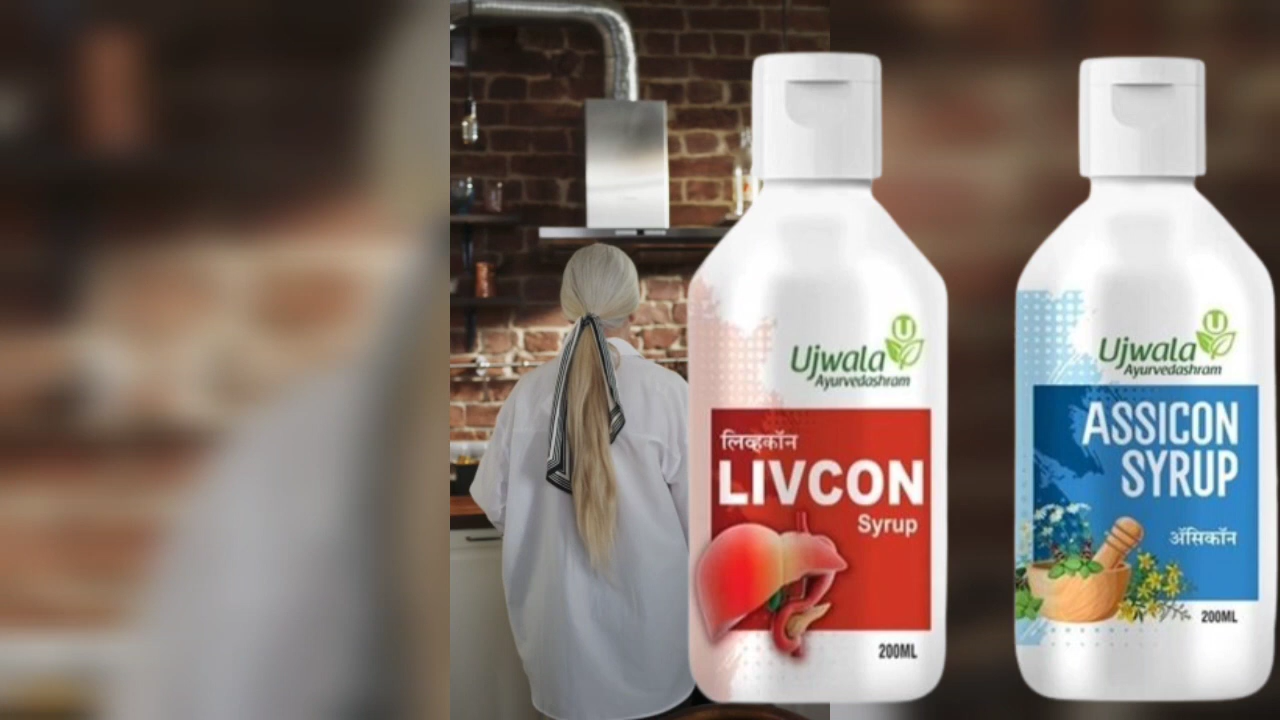 Ujwala
Ayurvedashram
लिव्हकॉन
LIVCON
Syrup
200ML
Ujwala
Ayurvedashram
ASSICON
SYRUP
ॲसिकॉन
200ML